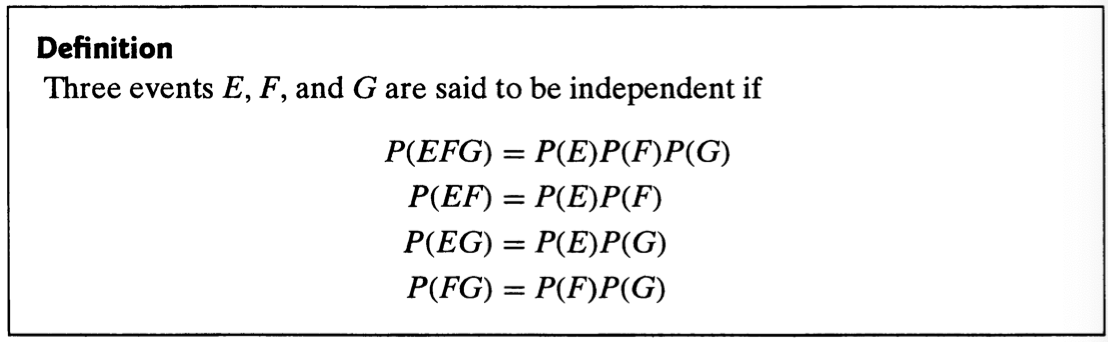 Definition
Three events E, F, and G are said to be independent if
P(EFG) = P(E)P(F)P(G)
P(EF) = P(E)P(F)
P(EG) = P(E)P(G)
P(FG) = P(F)P(G)